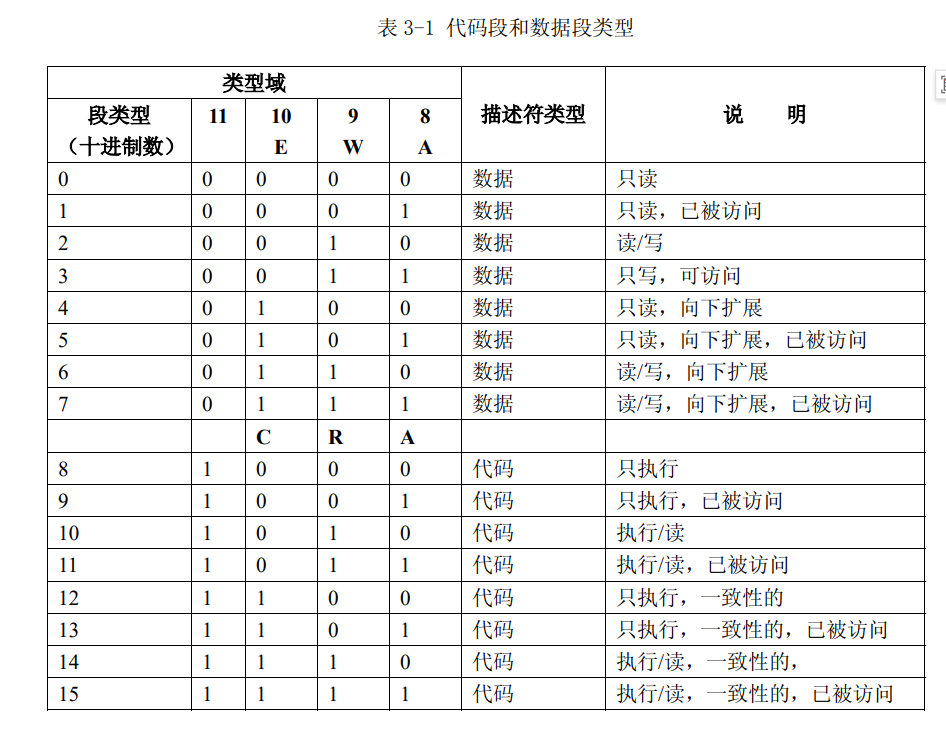 表 3-1 代码段和数据段类型
类型域 描述符类型 说 明
段类型 11 10 9 8
（十进制数） E W A
0 0 0 0 0 数据 只读
1 0 0 0 1 数据 只读，已被访问
2 0 0 1 0 数据 读/写
3 0 0 1 1 数据 只写，可访问
4 0 1 0 0 数据 只读，向下扩展
5 0 1 0 1 数据 只读，向下扩展，已被访问
6 0 1 1 0 数据 读/写，向下扩展
7 0 1 1 1 数据 读/写，向下扩展，已被访问
C R A
8 1 0 0 0 代码 只执行
9 1 0 0 1 代码 只执行，已被访问
10 1 0 1 0 代码 执行/读
11 1 0 1 1 代码 执行/读，已被访问
12 1 1 0 0 代码 只执行，一致性的
13 1 1 0 1 代码 只执行，一致性的，已被访问
14 1 1 1 0 代码 执行/读，一致性的，
15 1 1 1 1 代码 执行/读，一致性的，已被访问